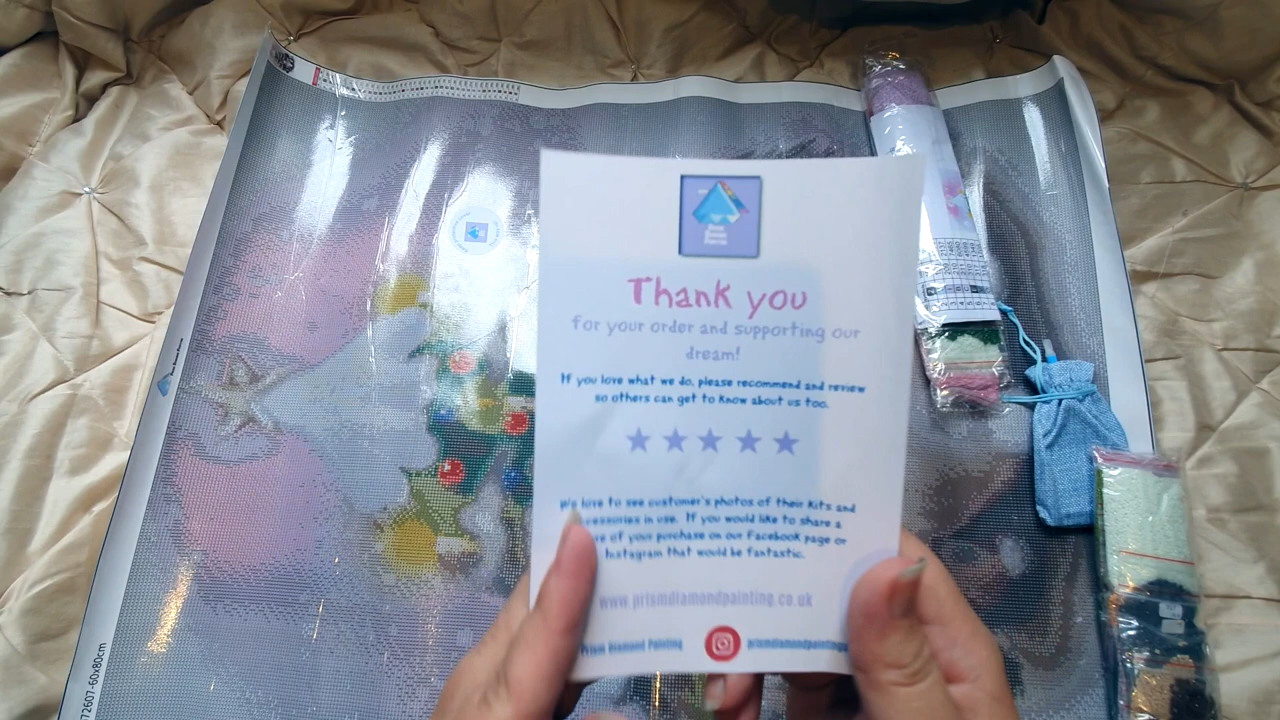 Thank you
for your order and supporting our
dream!
If you love what we do, please recommend and review
so others can get to know about us too.
We love to see customer's photos of their kits and
in use. If you would like to share a
of your purchase on our Facebook page or
Instagram that would be fantastic.
www.prismdiamondpainting.co.uk
Prism Diamond Painting
72607-60x80cm